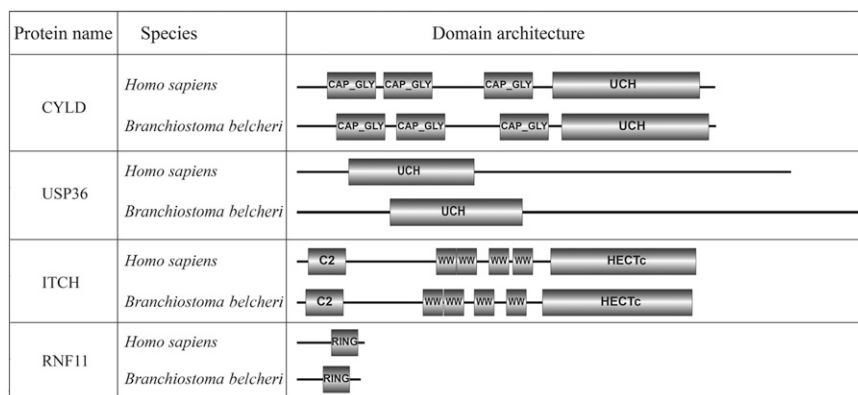 Protein name Species Domain architecture
CYLD
Homo sapiens CAP_GLY CAP_GLY CAP_GLY UCH
Branchiostoma belcheri CAP_GLY CAP_GLY CAP_GLY UCH
USP36
Homo sapiens UCH
Branchiostoma belcheri UCH
ITCH
Homo sapiens C2 WW WW WW WW HECTc
Branchiostoma belcheri C2 WW WW WW WW HECTc
RNF11
Homo sapiens RING
Branchiostoma belcheri RING